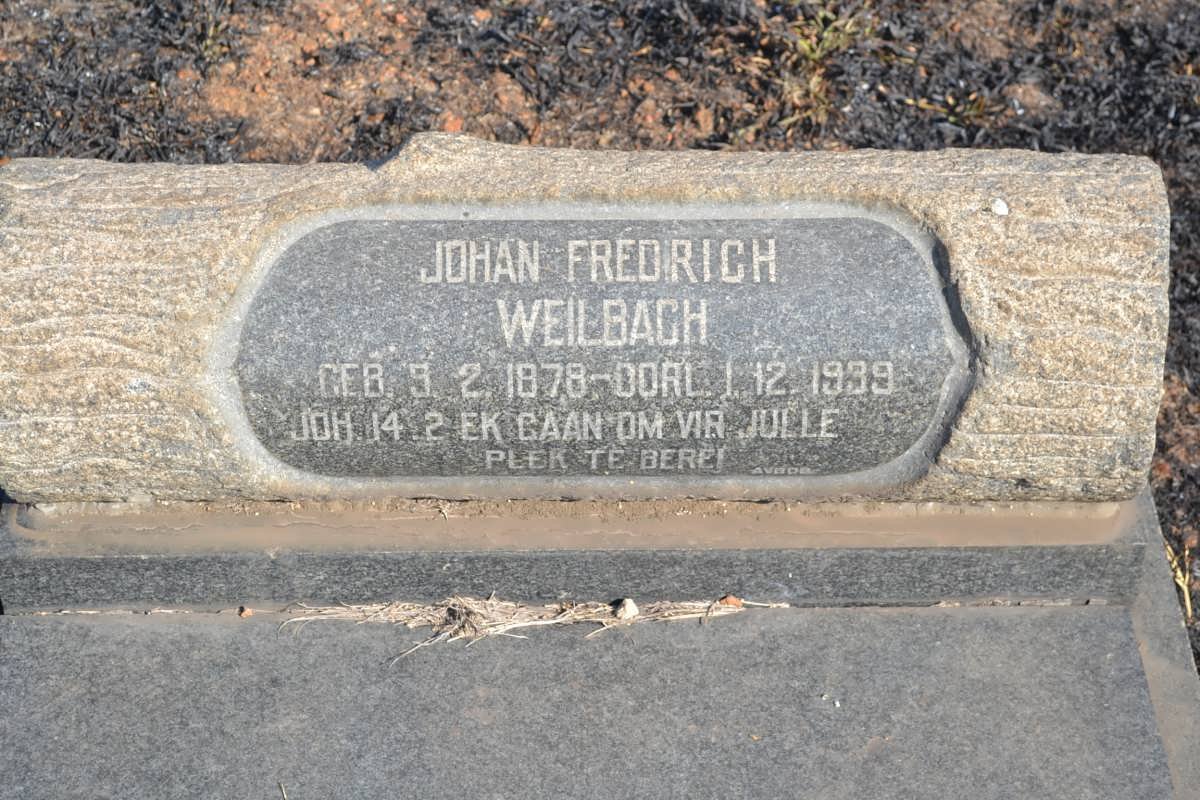 JOHAN FREDRICH
WEILBACH
GEB. 9. 2. 1878-OORL. 1. 12. 1939
JOH. 14. 2 EK GAAN OM VIR JULLE
PLEK TE BEREI